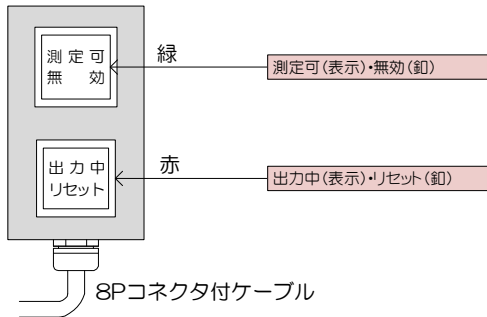 測定可
無効
緑
測定可(表示)・無効(釦)
出力中
リセット
赤
出力中(表示)・リセット(釦)
8Pコネクタ付ケーブル